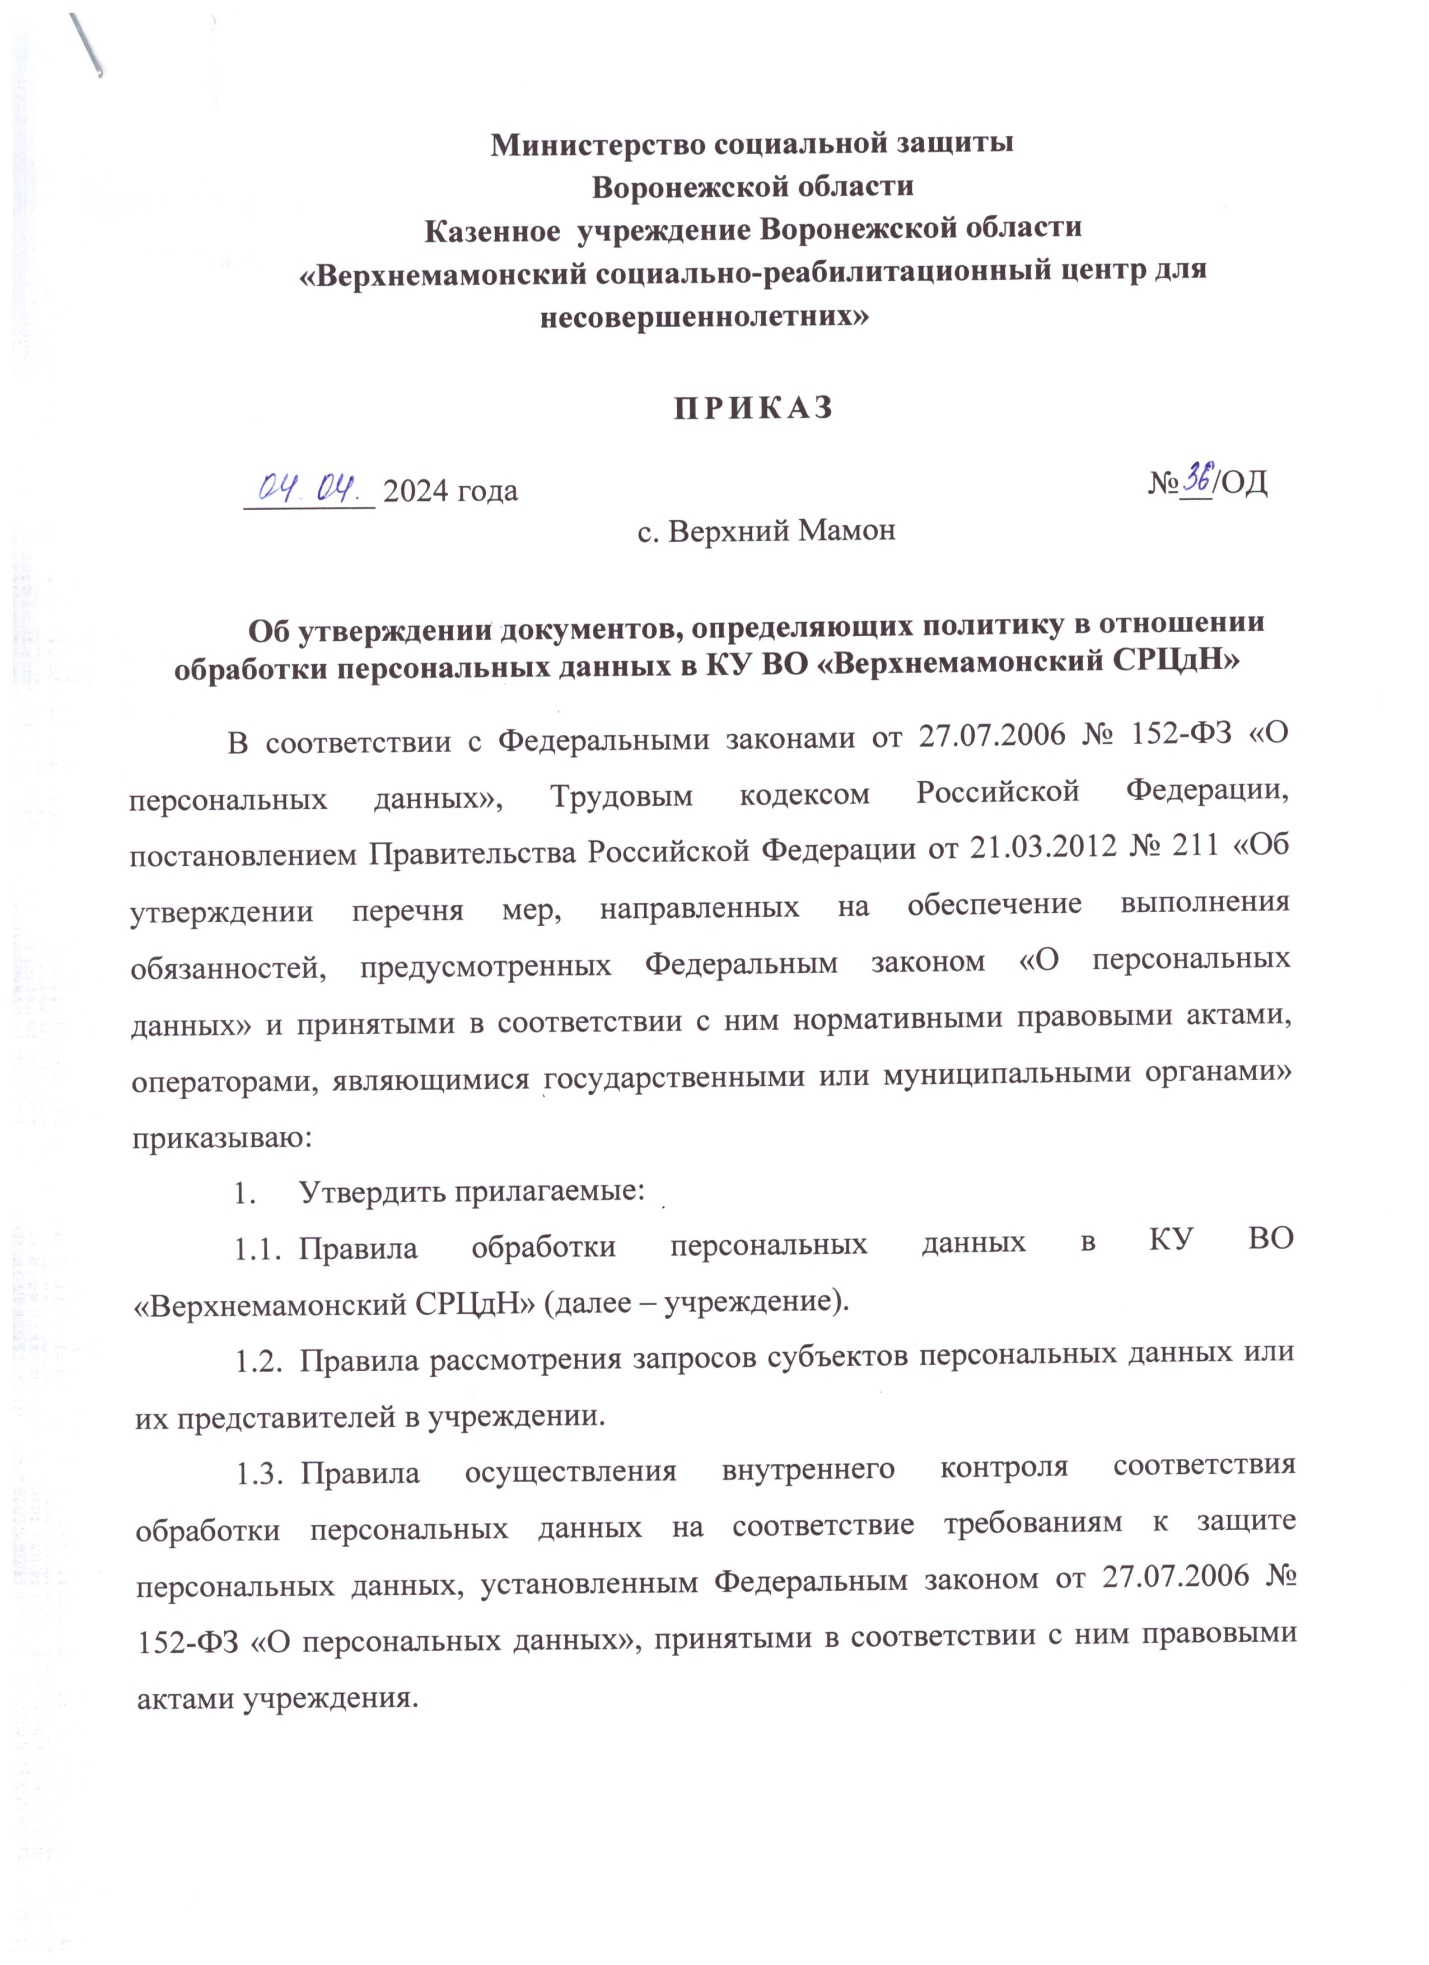 Министерство социальной защиты
Воронежской области
Казенное учреждение Воронежской области
«Верхнемамонский социально-реабилитационный центр для
несовершеннолетних»
ПРИКАЗ
04. 04. 2024 года №36/ОД
с. Верхний Мамон
Об утверждении документов, определяющих политику в отношении
обработки персональных данных в КУ ВО «Верхнемамонский СРЦдН»
В соответствии с Федеральными законами от 27.07.2006 № 152-ФЗ «О
персональных данных», Трудовым кодексом Российской Федерации,
постановлением Правительства Российской Федерации от 21.03.2012 № 211 «Об
утверждении перечня мер, направленных на обеспечение выполнения
обязанностей, предусмотренных Федеральным законом «О персональных
данных» и принятыми в соответствии с ним нормативными правовыми актами,
операторами, являющимися государственными или муниципальными органами»
приказываю:
1. Утвердить прилагаемые:
1.1. Правила обработки персональных данных в КУ ВО
«Верхнемамонский СРЦдН» (далее – учреждение).
1.2. Правила рассмотрения запросов субъектов персональных данных или
их представителей в учреждении.
1.3. Правила осуществления внутреннего контроля соответствия
обработки персональных данных на соответствие требованиям к защите
персональных данных, установленным Федеральным законом от 27.07.2006 №
152-ФЗ «О персональных данных», принятыми в соответствии с ним правовыми
актами учреждения.